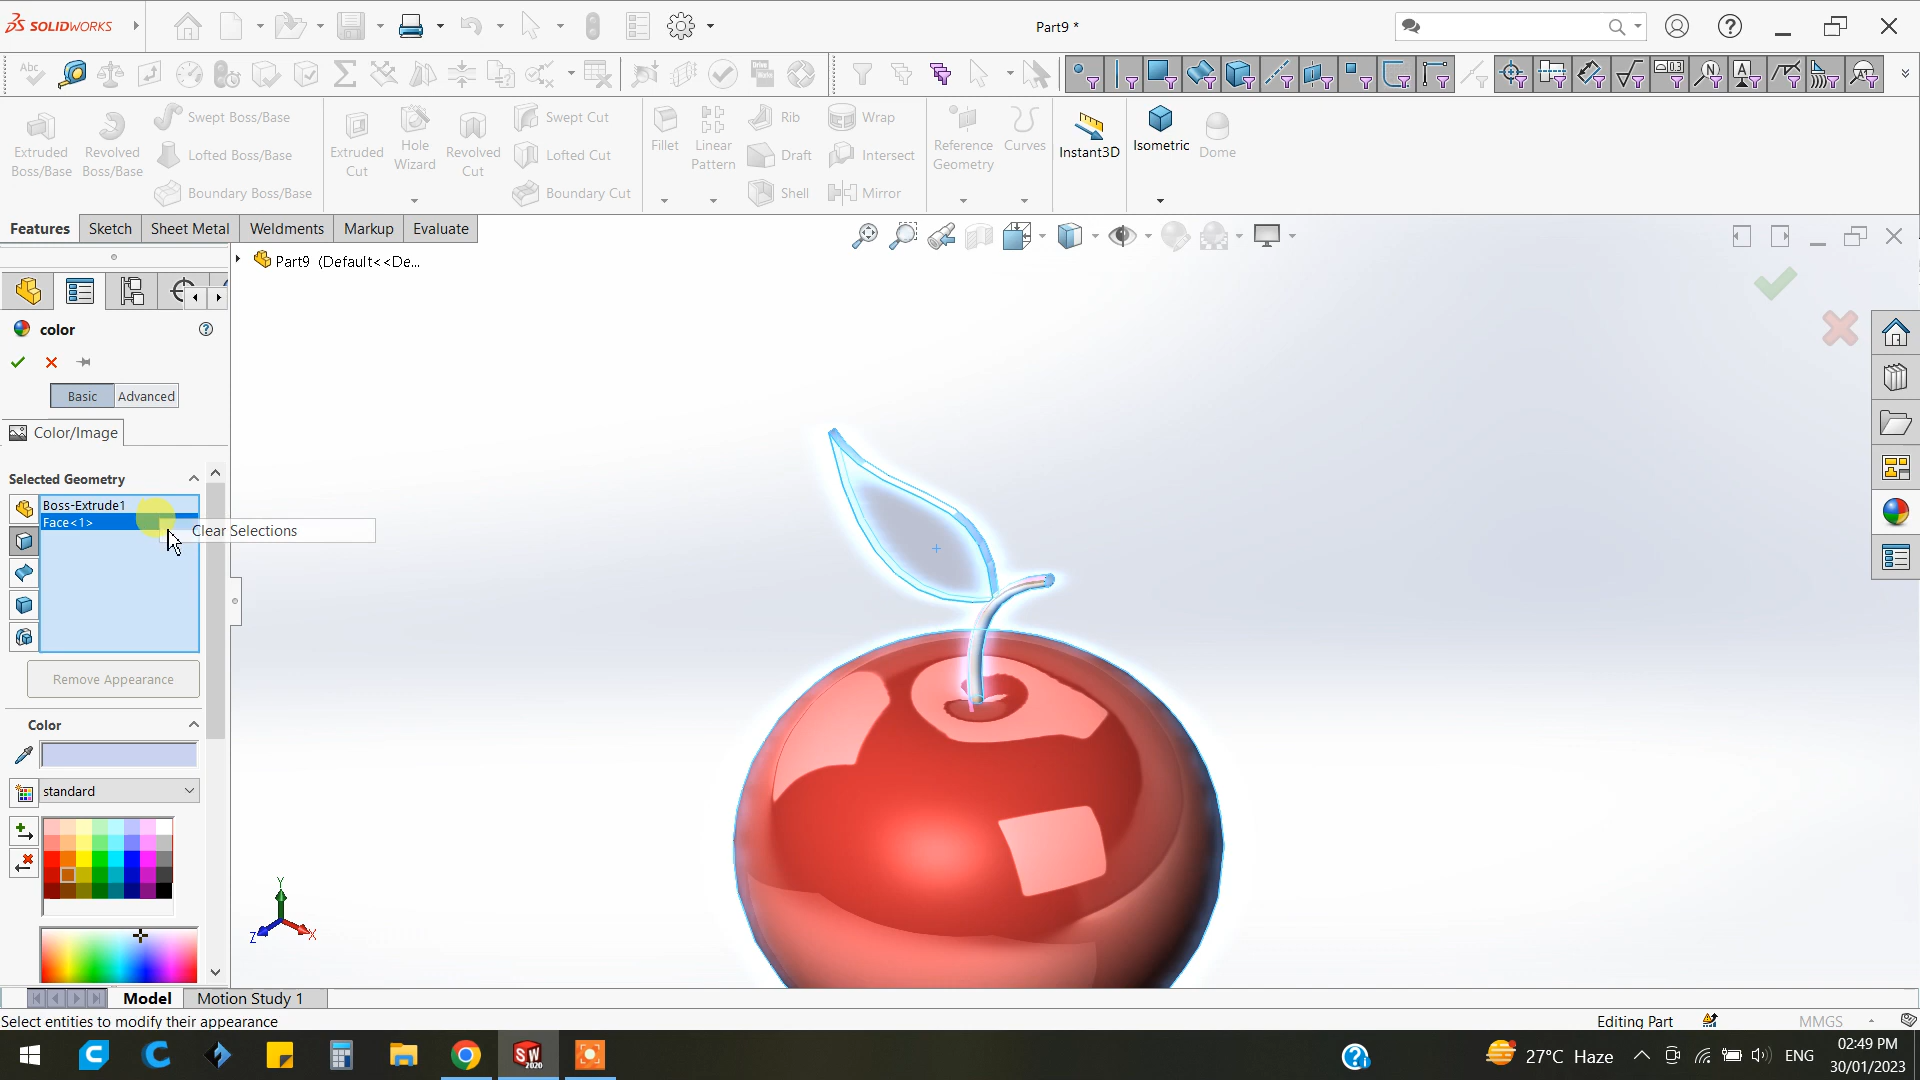 SOLIDWORKS
Part9 *
Abc
Extruded Boss/Base
Revolved Boss/Base
Swept Boss/Base
Lofted Boss/Base
Boundary Boss/Base
Extruded Cut
Hole Wizard
Revolved Cut
Swept Cut
Lofted Cut
Boundary Cut
Fillet
Linear Pattern
Rib
Draft
Shell
Wrap
Intersect
Mirror
Reference Geometry
Curves
Instant3D
Isometric
Dome
Features
Sketch
Sheet Metal
Weldments
Markup
Evaluate
Part9 (Default<<De...
color
Basic
Advanced
Color/Image
Selected Geometry
Boss-Extrude1
Face<1>
Clear Selections
Remove Appearance
Color
standard
Y
Z
X
Model
Motion Study 1
Select entities to modify their appearance
Editing Part
MMGS
SW
2020
27°C Haze
ENG
02:49 PM
30/01/2023